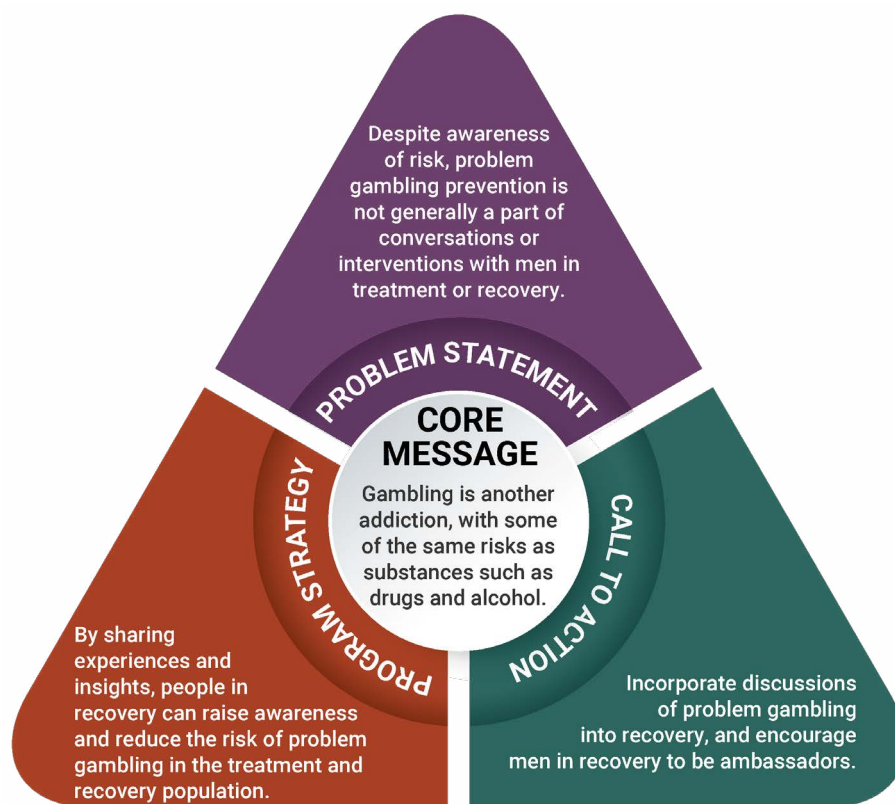 Despite awareness
of risk, problem
gambling prevention is
not generally a part of
conversations or
interventions with men in
treatment or recovery.
PROBLEM STATEMENT
CORE
MESSAGE
Gambling is another
addiction, with some
of the same risks as
substances such as
drugs and alcohol.
PROGRAM STRATEGY
By sharing
experiences and
insights, people in
recovery can raise awareness
and reduce the risk of problem
gambling in the treatment and
recovery population.
CALL TO ACTION
Incorporate discussions
of problem gambling
into recovery, and encourage
men in recovery to be ambassadors.